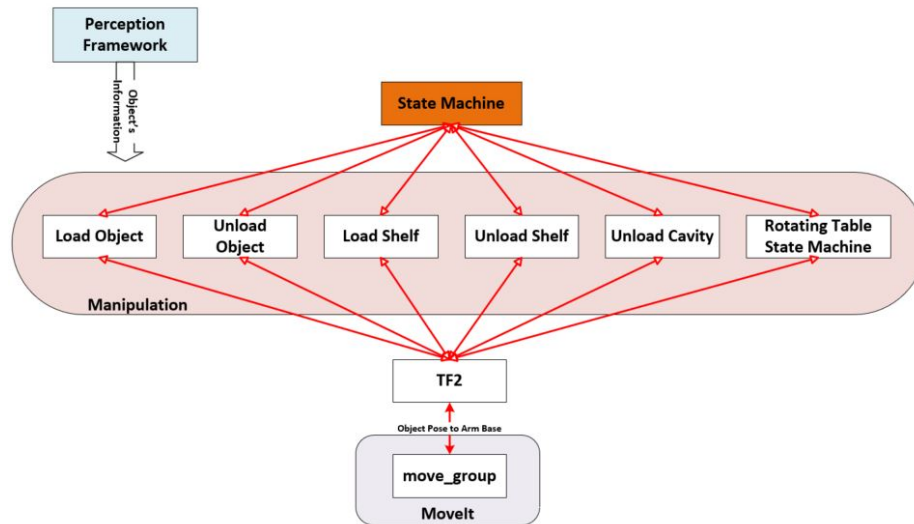 Perception
Framework
Object's
Information
State Machine
Load Object
Unload
Object
Load Shelf
Unload Shelf
Unload Cavity
Rotating Table
State Machine
Manipulation
TF2
Object Pose to Arm Base
move_group
MoveIt